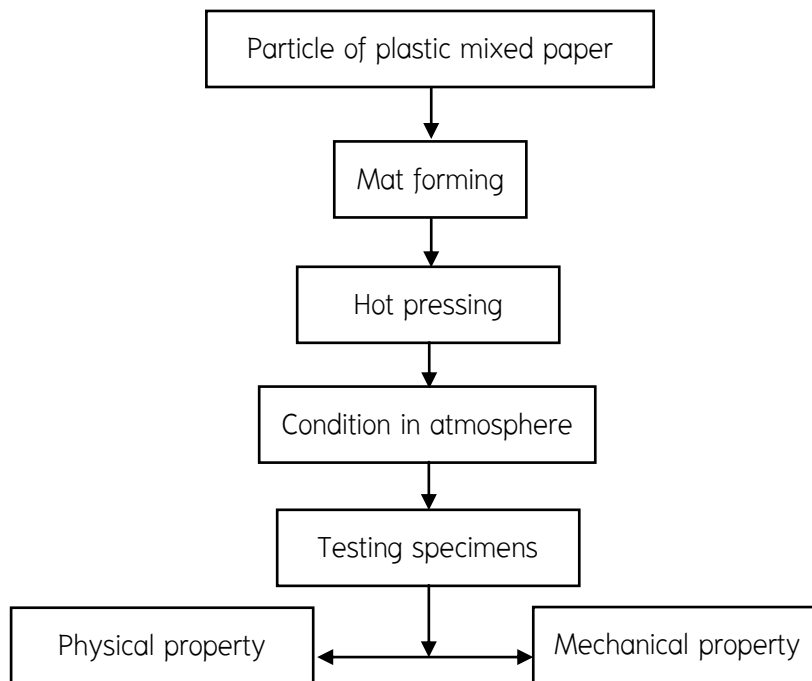 Particle of plastic mixed paper
Mat forming
Hot pressing
Condition in atmosphere
Testing specimens
Physical property
Mechanical property